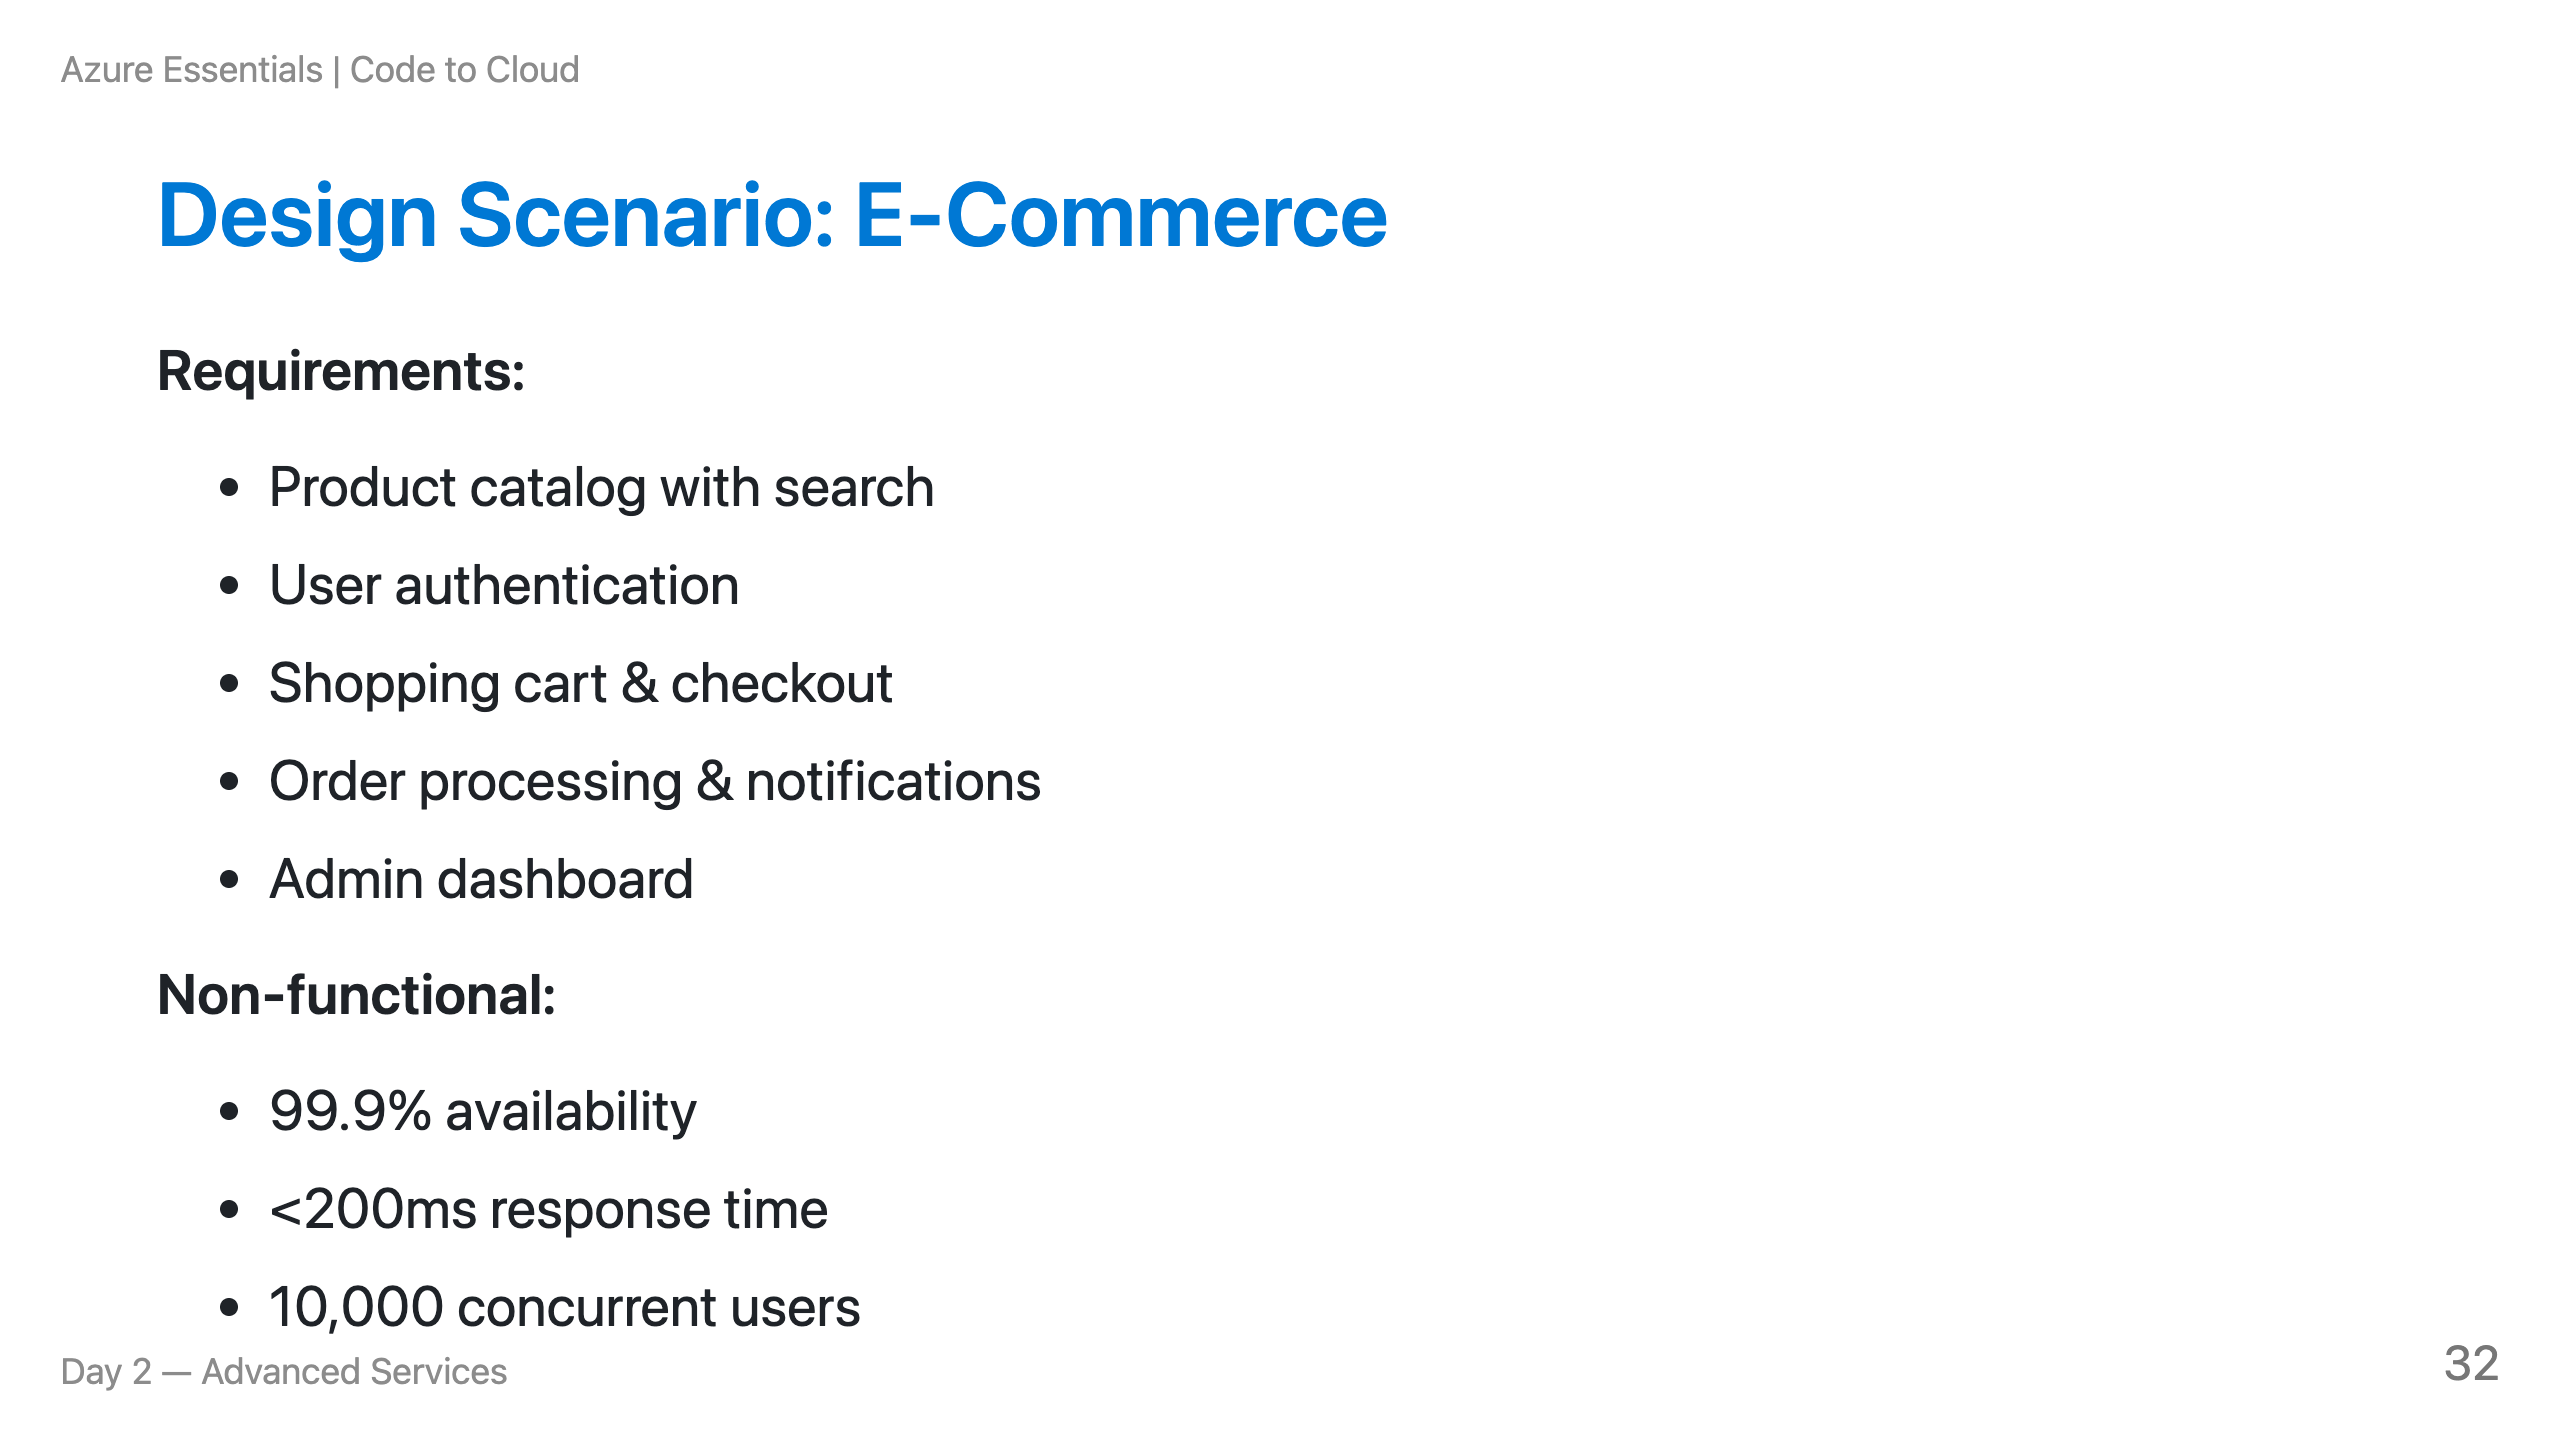 Azure Essentials | Code to Cloud
Design Scenario: E-Commerce
Requirements:
• Product catalog with search
• User authentication
• Shopping cart & checkout
• Order processing & notifications
• Admin dashboard
Non-functional:
• 99.9% availability
• <200ms response time
• 10,000 concurrent users
Day 2 — Advanced Services
32